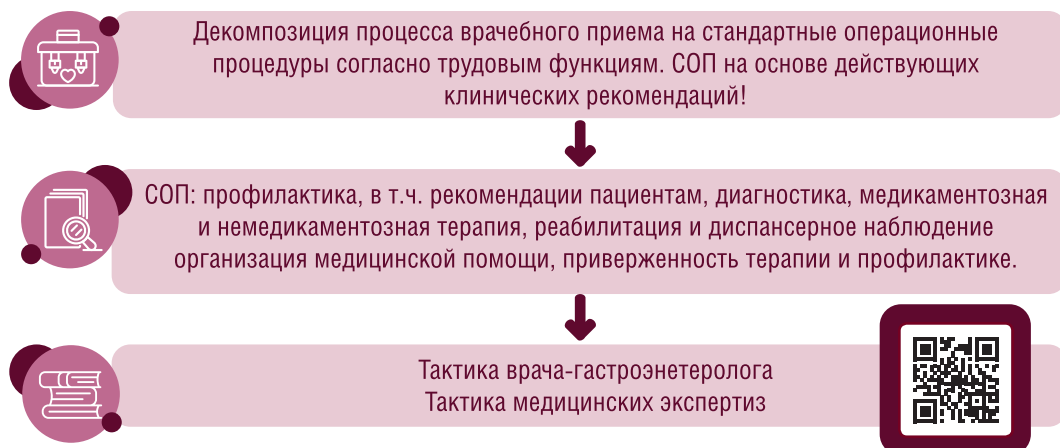 Декомпозиция процесса врачебного приема на стандартные операционные
процедуры согласно трудовым функциям. СОП на основе действующих
клинических рекомендаций!
СОП: профилактика, в т.ч. рекомендации пациентам, диагностика, медикаментозная
и немедикаментозная терапия, реабилитация и диспансерное наблюдение
организация медицинской помощи, приверженность терапии и профилактике.
Тактика врача-гастроэнетеролога
Тактика медицинских экспертиз